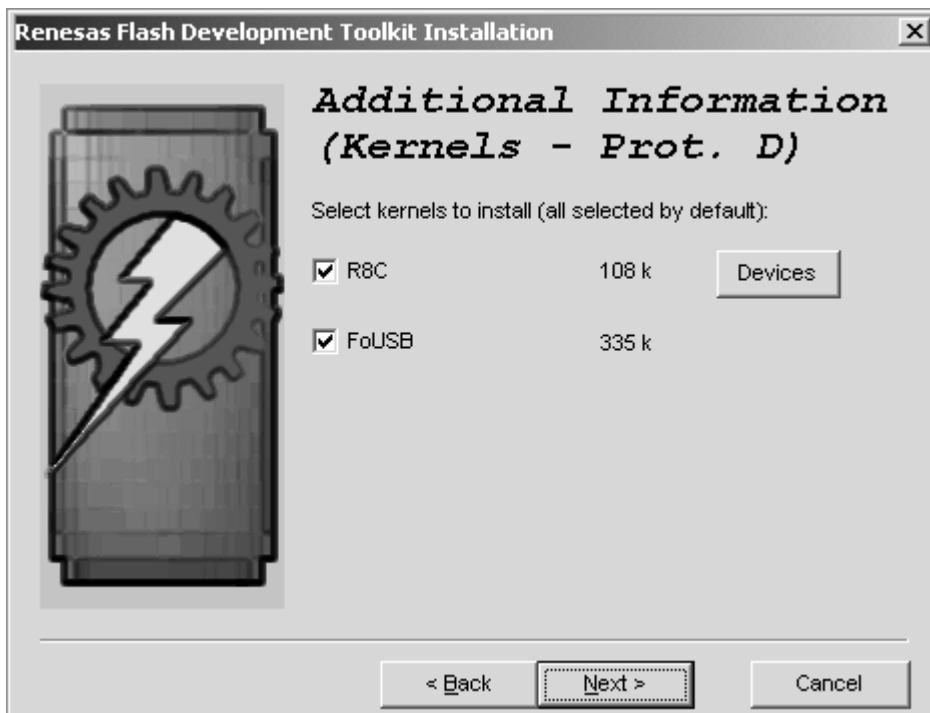 Renesas Flash Development Toolkit Installation
Additional Information
(Kernels - Prot. D)
Select kernels to install (all selected by default):
R8C 108 k Devices
FoUSB 335 k
< Back Next > Cancel